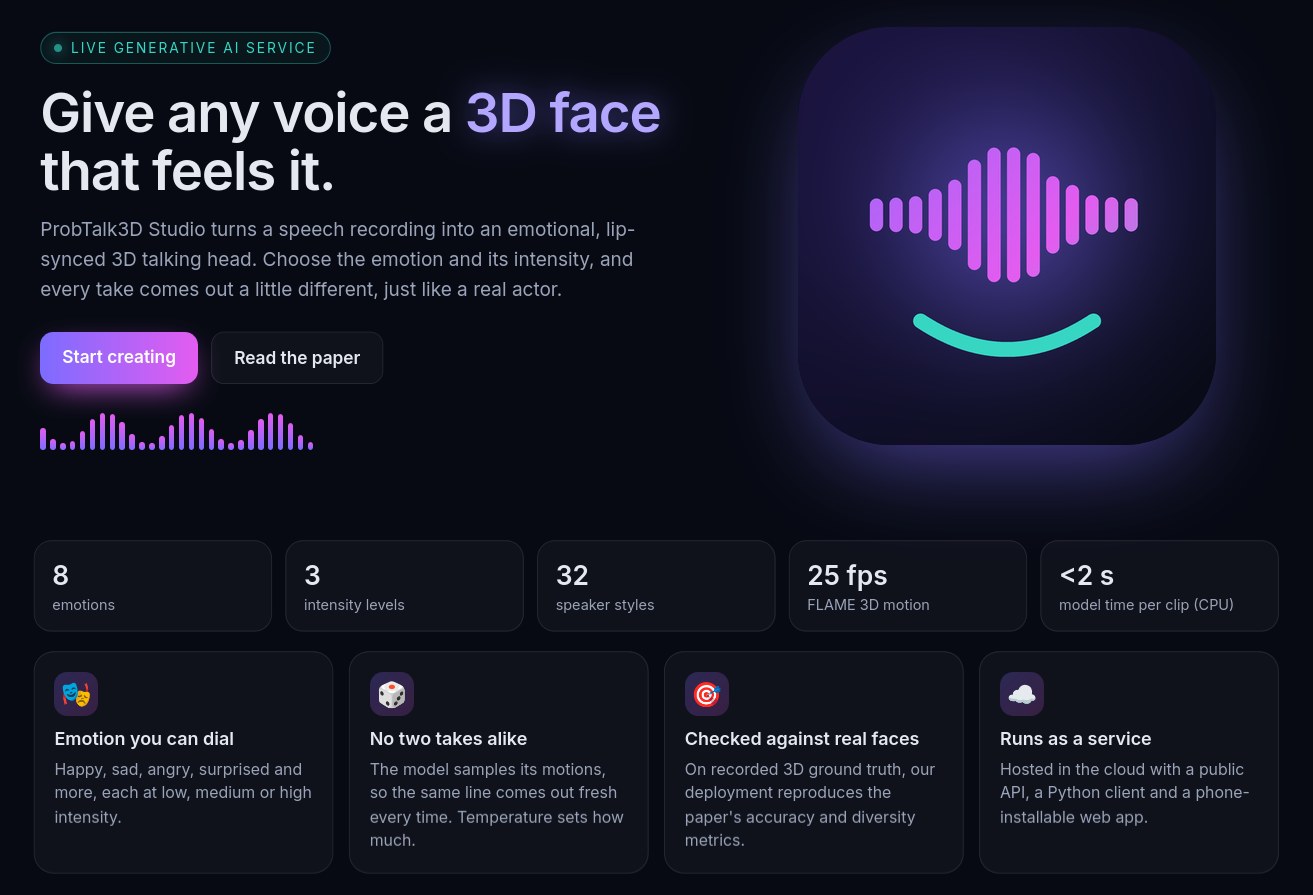 LIVE GENERATIVE AI SERVICE
Give any voice a 3D face
that feels it.
ProbTalk3D Studio turns a speech recording into an emotional, lip-
synced 3D talking head. Choose the emotion and its intensity, and
every take comes out a little different, just like a real actor.
Start creating
Read the paper
8
emotions
3
intensity levels
32
speaker styles
25 fps
FLAME 3D motion
<2 s
model time per clip (CPU)
Emotion you can dial
Happy, sad, angry, surprised and
more, each at low, medium or high
intensity.
No two takes alike
The model samples its motions,
so the same line comes out fresh
every time. Temperature sets how
much.
Checked against real faces
On recorded 3D ground truth, our
deployment reproduces the
paper's accuracy and diversity
metrics.
Runs as a service
Hosted in the cloud with a public
API, a Python client and a phone-
installable web app.